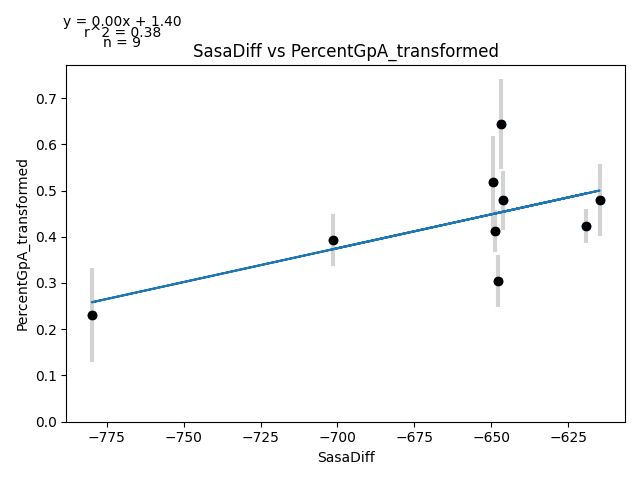 y = 0.00x + 1.40
r^2 = 0.38
n = 9
SasaDiff vs PercentGpA_transformed
PercentGpA_transformed
0.7
0.6
0.5
0.4
0.3
0.2
0.1
0.0
−775 −750 −725 −700 −675 −650 −625
SasaDiff